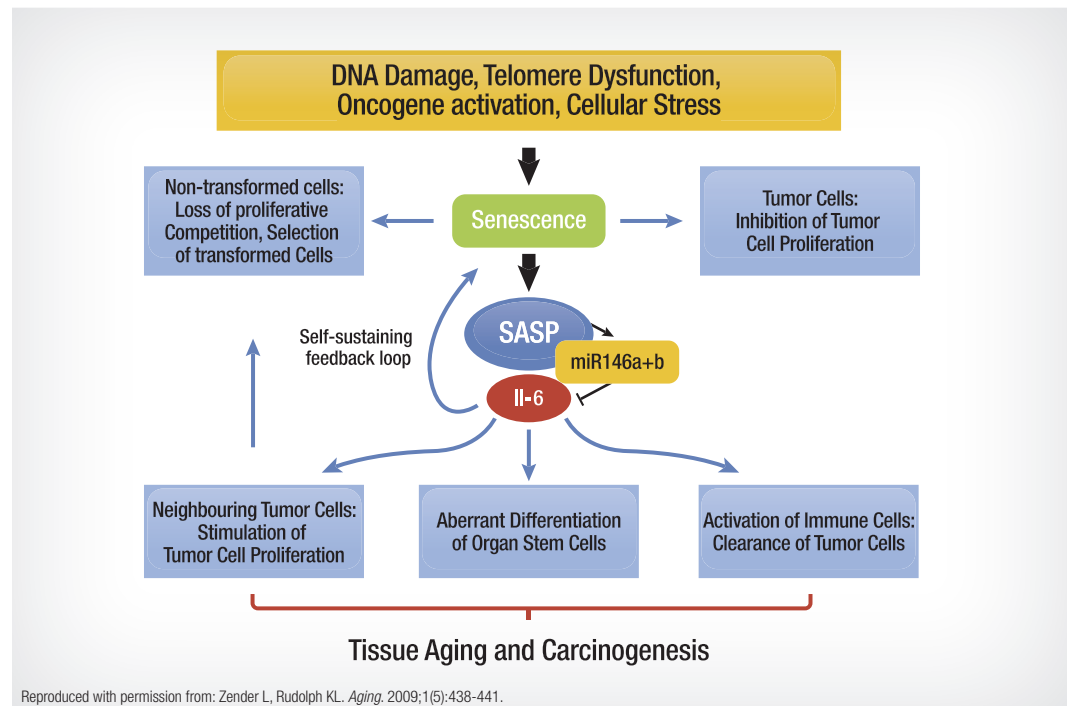 DNA Damage, Telomere Dysfunction,
Oncogene activation, Cellular Stress
Non-transformed cells:
Loss of proliferative
Competition, Selection
of transformed Cells
Senescence
Tumor Cells:
Inhibition of Tumor
Cell Proliferation
Self-sustaining
feedback loop
SASP
miR146a+b
Il-6
Neighbouring Tumor Cells:
Stimulation of
Tumor Cell Proliferation
Aberrant Differentiation
of Organ Stem Cells
Activation of Immune Cells:
Clearance of Tumor Cells
Tissue Aging and Carcinogenesis
Reproduced with permission from: Zender L, Rudolph KL. Aging. 2009;1(5):438-441.